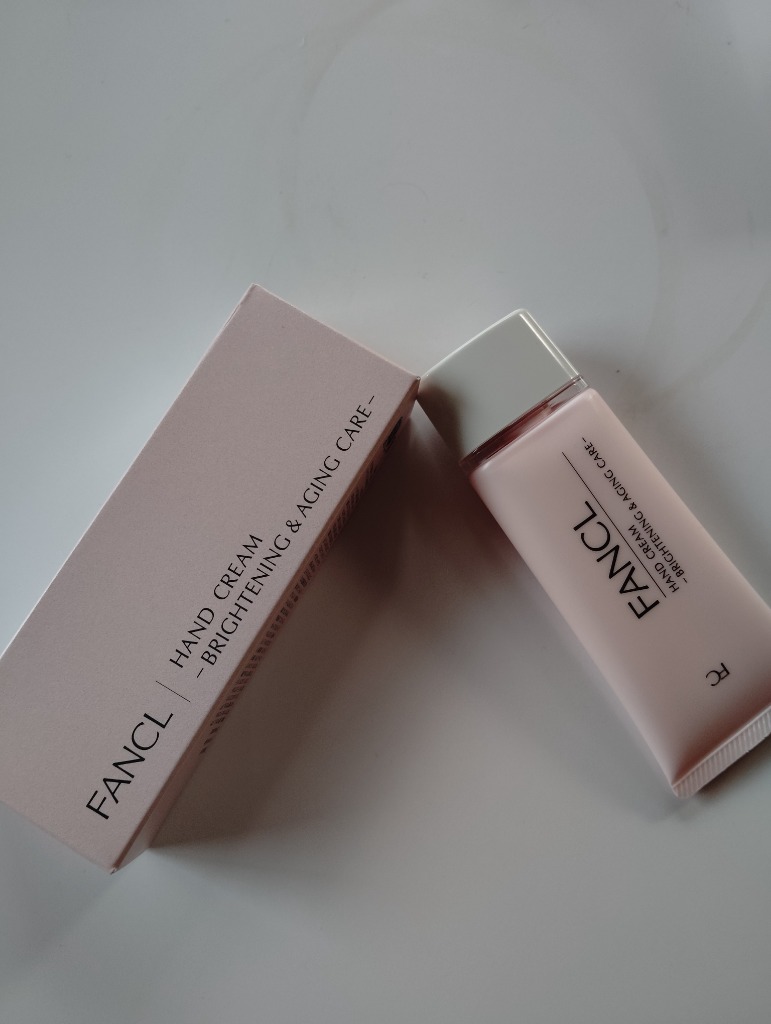 FANCL
HAND CREAM
–BRIGHTENING & AGING CARE–
FANCL
HAND CREAM
–BRIGHTENING & AGING CARE–
FC